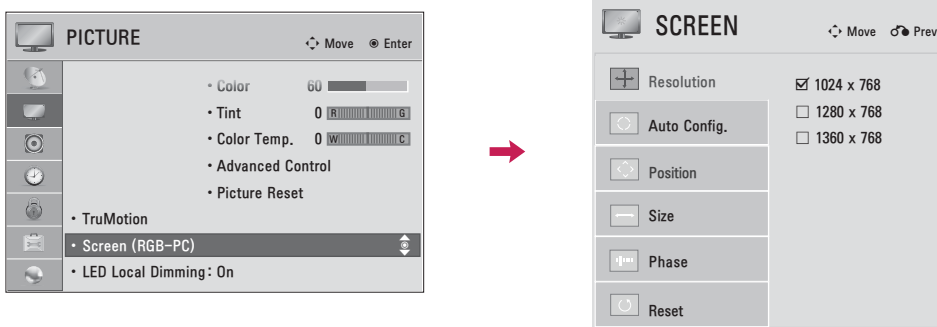 PICTURE
Move Enter
• Color 60
• Tint 0 R G
• Color Temp. 0 W C
• Advanced Control
• Picture Reset
• TruMotion
• Screen (RGB-PC)
• LED Local Dimming: On
SCREEN
Move Prev
Resolution
Auto Config.
Position
Size
Phase
Reset
☑ 1024 x 768
☐ 1280 x 768
☐ 1360 x 768